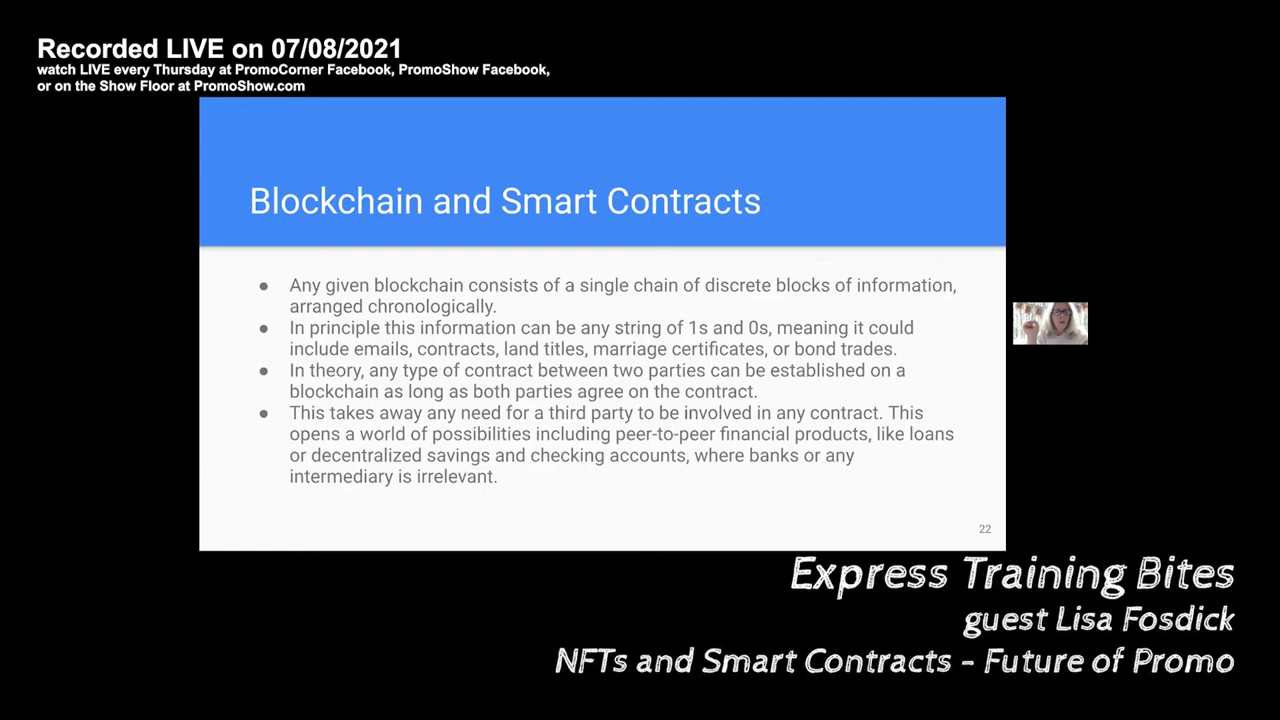 Recorded LIVE on 07/08/2021
watch LIVE every Thursday at PromoCorner Facebook, PromoShow Facebook,
or on the Show Floor at PromoShow.com
Blockchain and Smart Contracts
● Any given blockchain consists of a single chain of discrete blocks of information,
arranged chronologically.
● In principle this information can be any string of 1s and 0s, meaning it could
include emails, contracts, land titles, marriage certificates, or bond trades.
● In theory, any type of contract between two parties can be established on a
blockchain as long as both parties agree on the contract.
● This takes away any need for a third party to be involved in any contract. This
opens a world of possibilities including peer-to-peer financial products, like loans
or decentralized savings and checking accounts, where banks or any
intermediary is irrelevant.
22
Express Training Bites
guest Lisa Fosdick
NFTs and Smart Contracts - Future of Promo